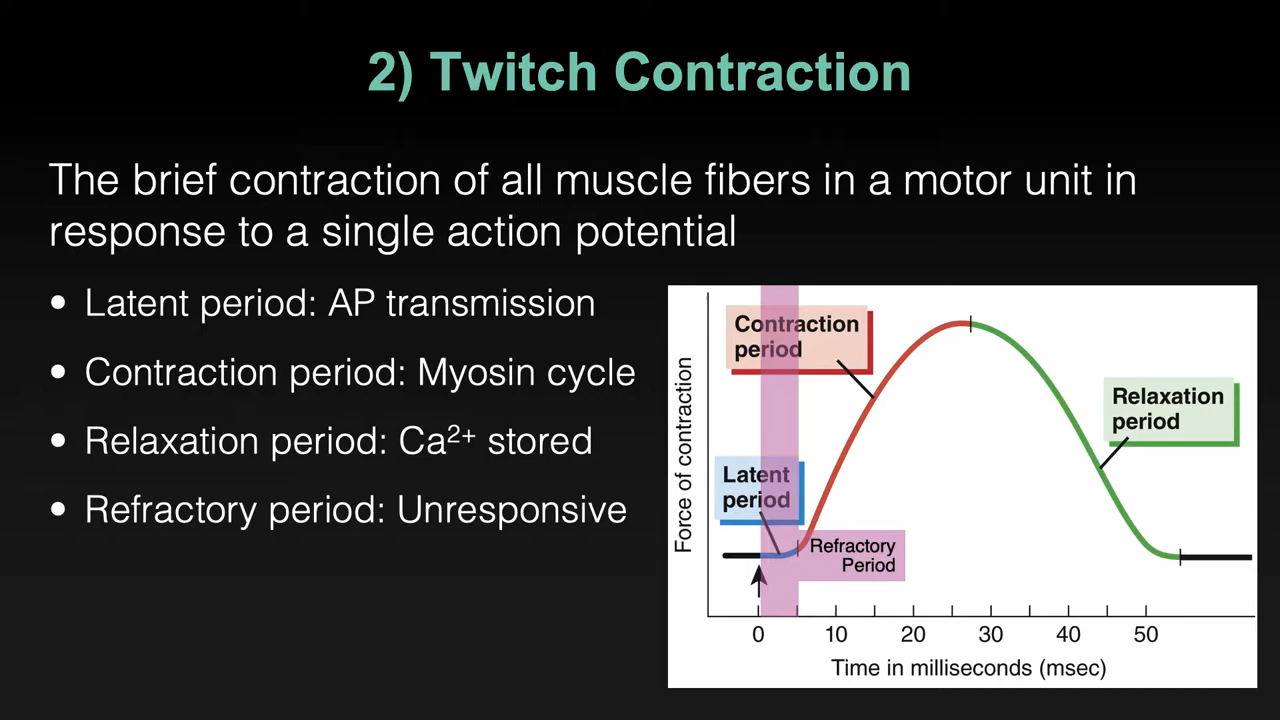 2) Twitch Contraction
The brief contraction of all muscle fibers in a motor unit in
response to a single action potential
• Latent period: AP transmission
• Contraction period: Myosin cycle
• Relaxation period: Ca²⁺ stored
• Refractory period: Unresponsive
Force of contraction
Contraction
period
Relaxation
period
Latent
period
Refractory
Period
0 10 20 30 40 50
Time in milliseconds (msec)